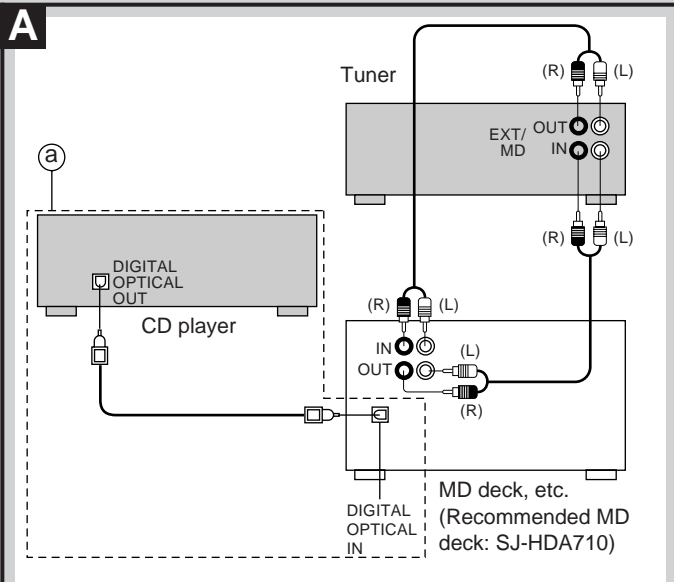 A
Tuner
(R)
(L)
EXT/
MD
OUT
IN
a
(R)
(L)
DIGITAL
OPTICAL
OUT
CD player
(R)
(L)
IN
OUT
(L)
(R)
DIGITAL
OPTICAL
IN
MD deck, etc.
(Recommended MD
deck: SJ-HDA710)